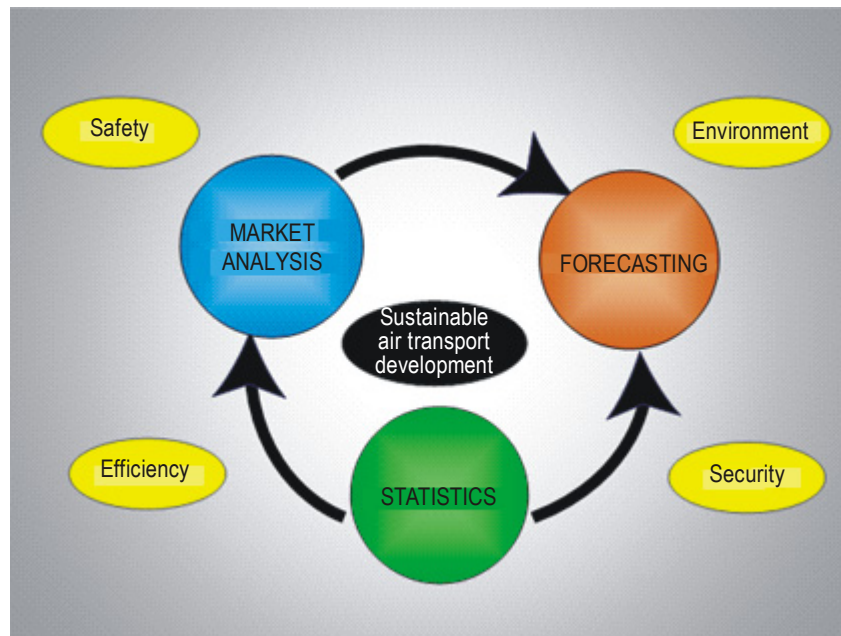 Safety
Environment
MARKET
ANALYSIS
FORECASTING
Sustainable
air transport
development
Efficiency
Security
STATISTICS